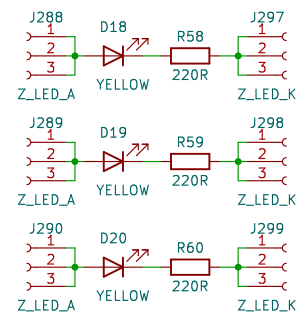 J288 D18 R58 J297
1 1
2 2
3 3
Z_LED_A YELLOW 220R Z_LED_K
J289 D19 R59 J298
1 1
2 2
3 3
Z_LED_A YELLOW 220R Z_LED_K
J290 D20 R60 J299
1 1
2 2
3 3
Z_LED_A YELLOW 220R Z_LED_K